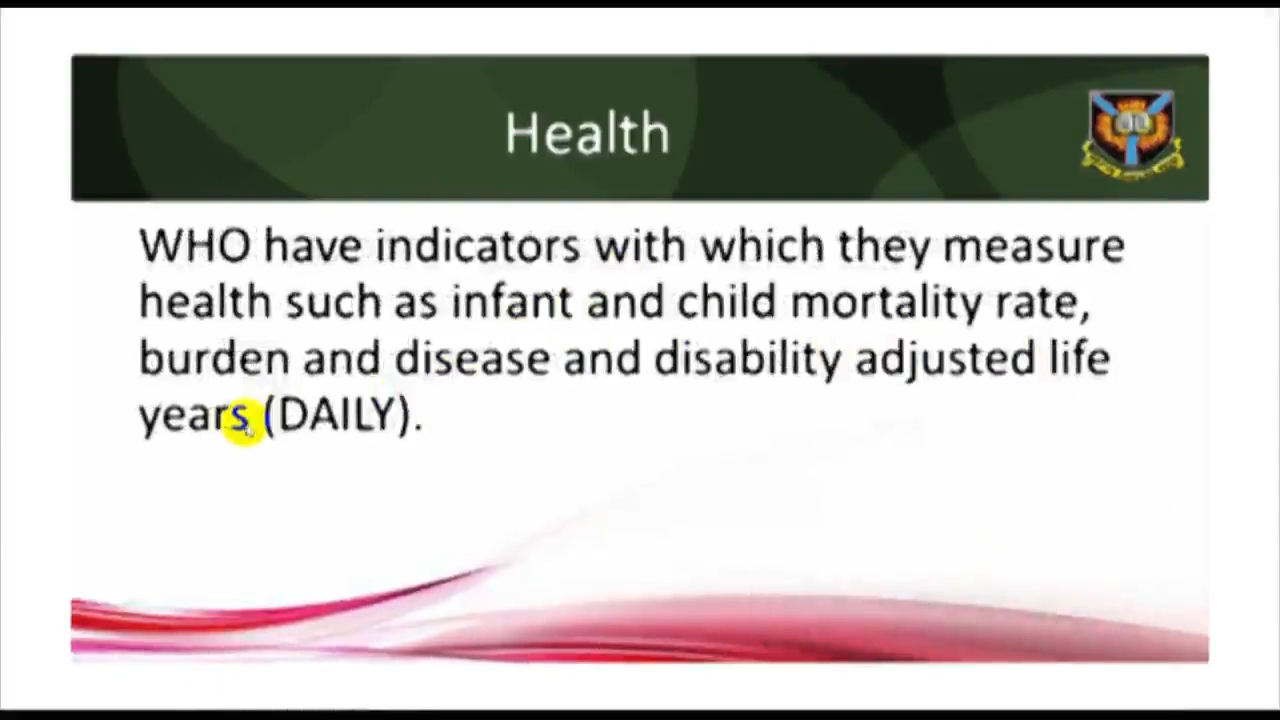 Health
WHO have indicators with which they measure
health such as infant and child mortality rate,
burden and disease and disability adjusted life
years (DAILY).